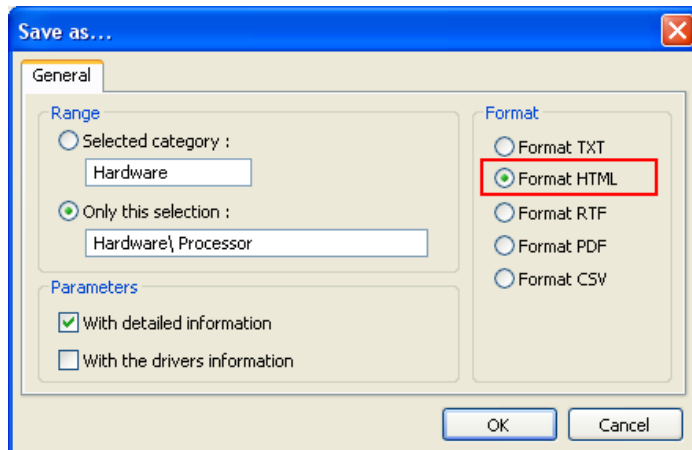 Save as...
General
Range
Selected category :
Hardware
Only this selection :
Hardware\ Processor
Parameters
With detailed information
With the drivers information
Format
Format TXT
Format HTML
Format RTF
Format PDF
Format CSV
OK
Cancel